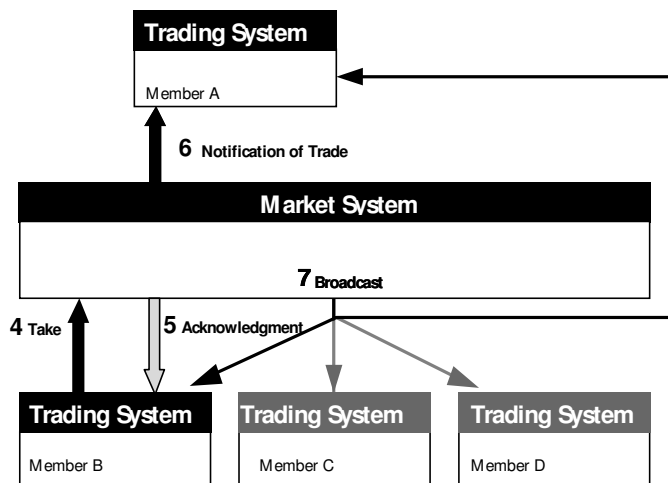 Trading System
Member A
6 Notification of Trade
Market System
7 Broadcast
4 Take
5 Acknowledgment
Trading System
Trading System
Trading System
Member B
Member C
Member D